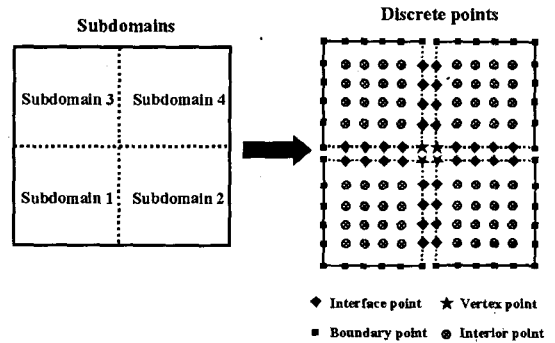 Subdomains
Discrete points
Subdomain 3
Subdomain 4
Subdomain 1
Subdomain 2
Interface point
Vertex point
Boundary point
Interior point